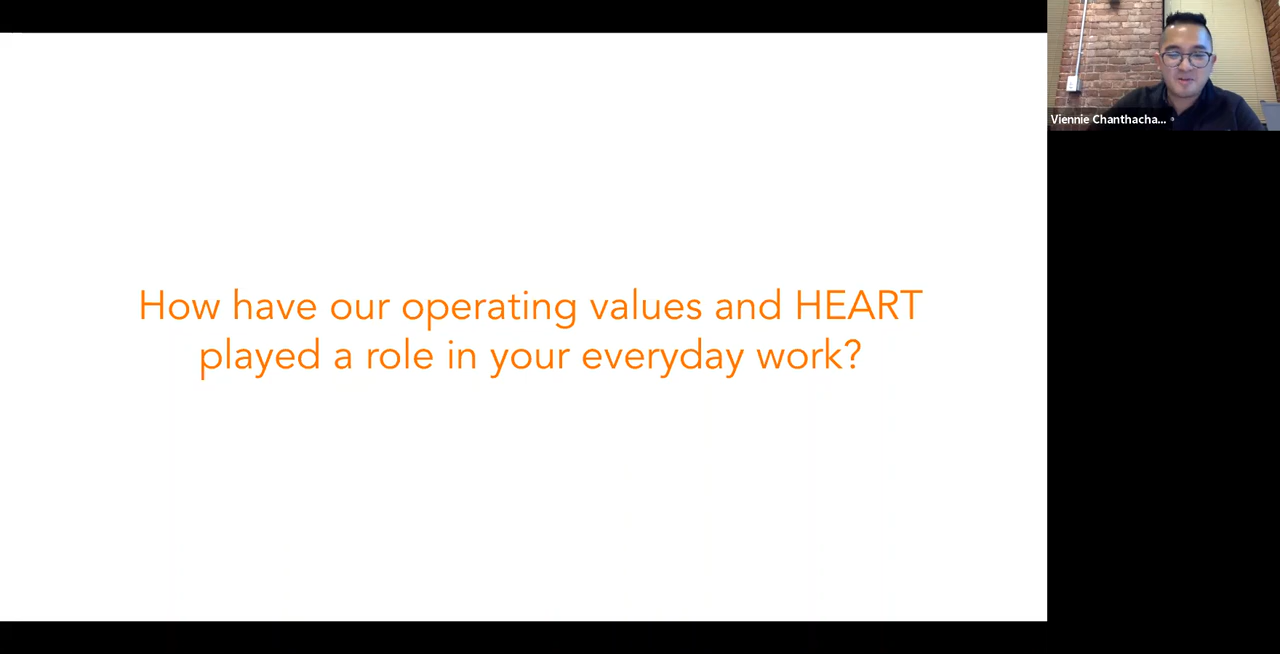 How have our operating values and HEART
played a role in your everyday work?
Viennie Chanthacha...